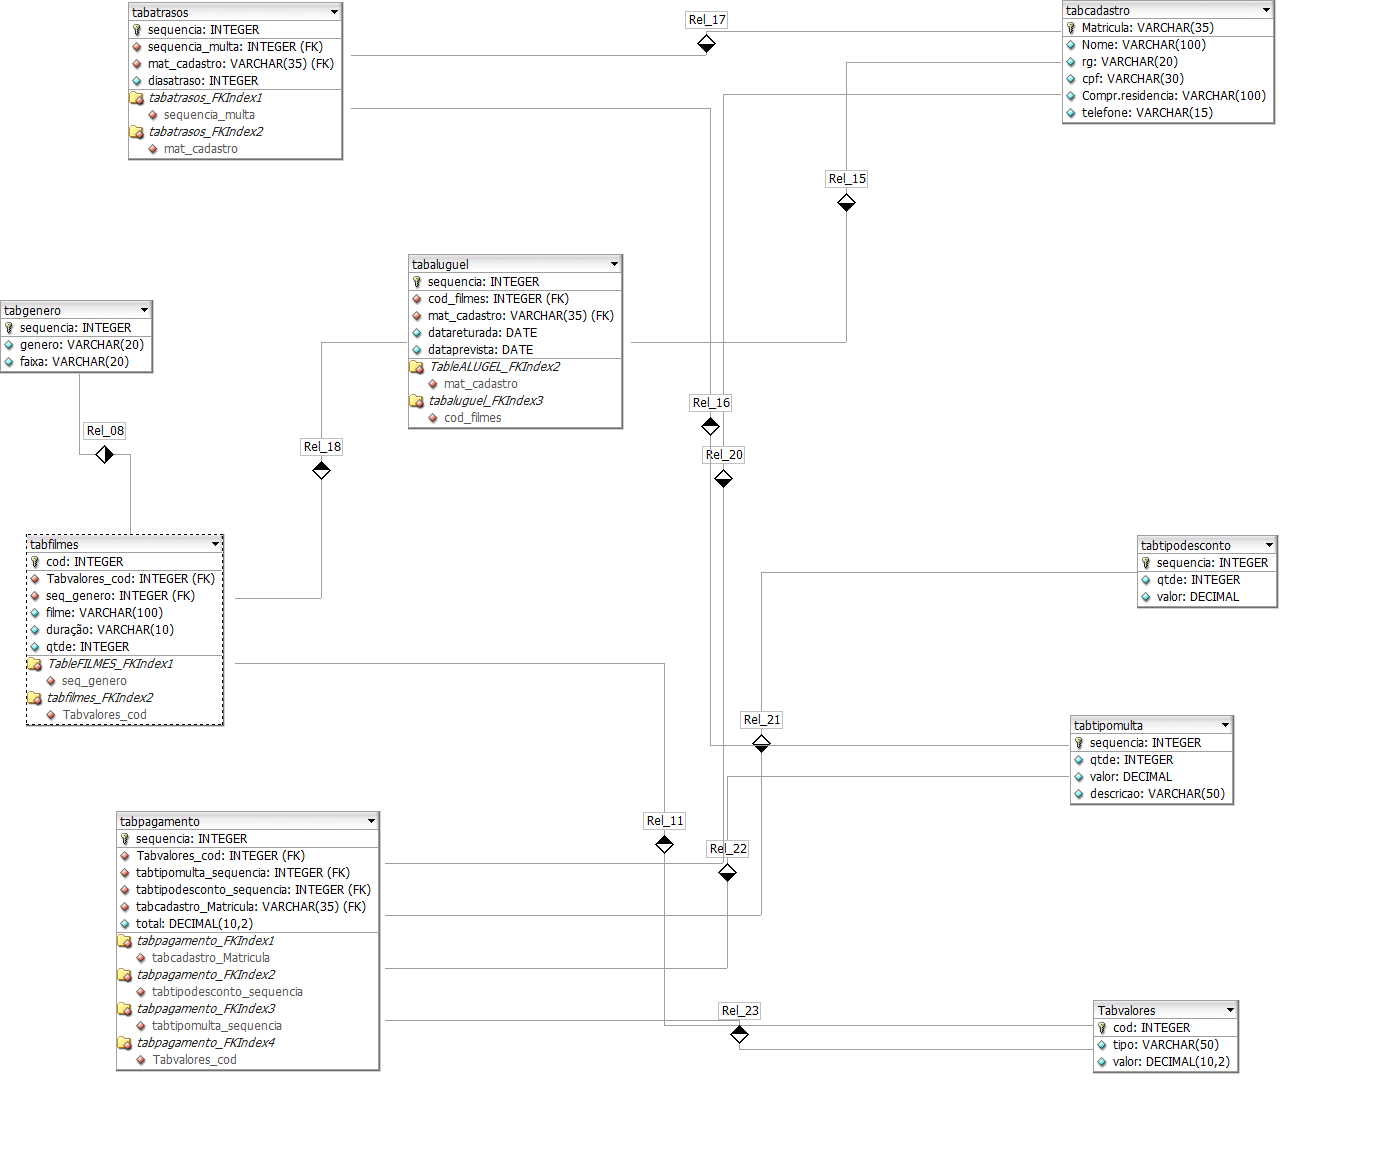 tabatrasos
sequencia: INTEGER
sequencia_multa: INTEGER (FK)
mat_cadastro: VARCHAR(35) (FK)
diasatraso: INTEGER
tabatrasos_FKIndex1
sequencia_multa
tabatrasos_FKIndex2
mat_cadastro
Rel_17
tabcadastro
Matricula: VARCHAR(35)
Nome: VARCHAR(100)
rg: VARCHAR(20)
cpf: VARCHAR(30)
Compr.residencia: VARCHAR(100)
telefone: VARCHAR(15)
Rel_15
tabaluguel
sequencia: INTEGER
cod_filmes: INTEGER (FK)
mat_cadastro: VARCHAR(35) (FK)
datareturada: DATE
dataprevista: DATE
TableALUGEL_FKIndex2
mat_cadastro
tabaluguel_FKIndex3
cod_filmes
tabgenero
sequencia: INTEGER
genero: VARCHAR(20)
faixa: VARCHAR(20)
Rel_08
Rel_18
Rel_16
Rel_20
tabfilmes
cod: INTEGER
Tabvalores_cod: INTEGER (FK)
seq_genero: INTEGER (FK)
filme: VARCHAR(100)
duração: VARCHAR(10)
qtde: INTEGER
TableFILMES_FKIndex1
seq_genero
tabfilmes_FKIndex2
Tabvalores_cod
tabtipodesconto
sequencia: INTEGER
qtde: INTEGER
valor: DECIMAL
Rel_21
tabtipomulta
sequencia: INTEGER
qtde: INTEGER
valor: DECIMAL
descricao: VARCHAR(50)
Rel_11
Rel_22
tabpagamento
sequencia: INTEGER
Tabvalores_cod: INTEGER (FK)
tabtipomulta_sequencia: INTEGER (FK)
tabtipodesconto_sequencia: INTEGER (FK)
tabcadastro_Matricula: VARCHAR(35) (FK)
total: DECIMAL(10,2)
tabpagamento_FKIndex1
tabcadastro_Matricula
tabpagamento_FKIndex2
tabtipodesconto_sequencia
tabpagamento_FKIndex3
tabtipomulta_sequencia
tabpagamento_FKIndex4
Tabvalores_cod
Rel_23
Tabvalores
cod: INTEGER
tipo: VARCHAR(50)
valor: DECIMAL(10,2)